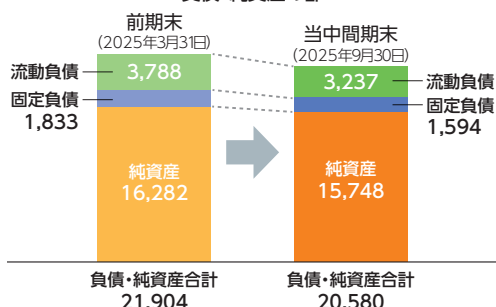 前期末
(2025年3月31日)
流動負債
3,788
固定負債
1,833
純資産
16,282
負債・純資産合計
21,904
当中間期末
(2025年9月30日)
3,237
流動負債
固定負債
1,594
純資産
15,748
負債・純資産合計
20,580